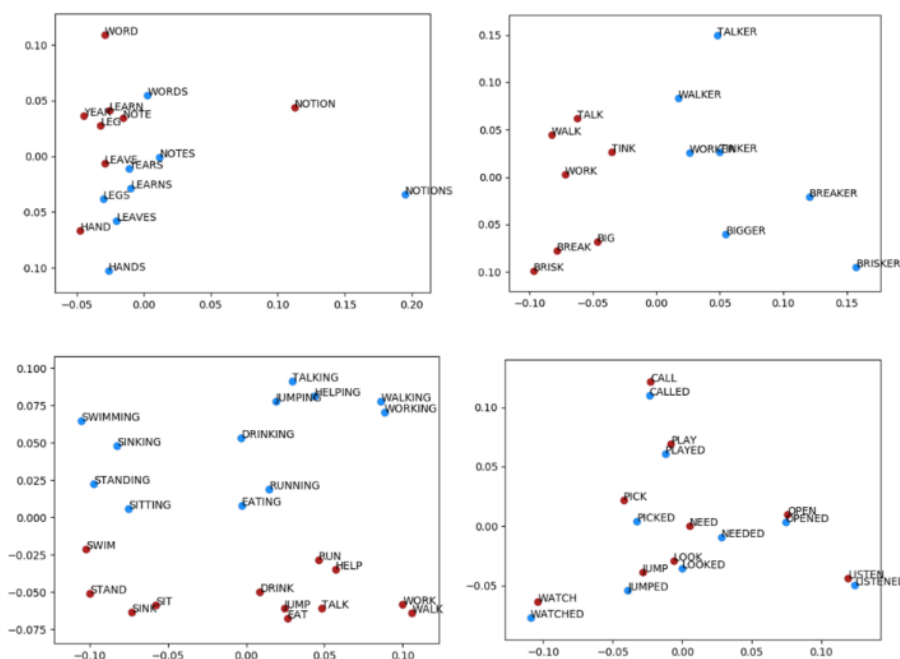 0.10
0.05
0.00
0.05
0.10
WORD
WORDS
NOTION
LEARN
YEAR
NOTE
LEG
NOTES
LEAVE
YEARS
LEARNS
NOTIONS
LEGS
LEAVES
HAND
HANDS
−0.05 0.00 0.05 0.10 0.15 0.20
0.15
0.10
0.05
0.00
0.05
0.10
TALKER
WALKER
TALK
WALK
TINK
WORKER
TINKER
WORK
BREAKER
BIGGER
BIG
BREAK
BRISK
BRISKER
−0.10 −0.05 0.00 0.05 0.10 0.15
0.100
0.075
0.050
0.025
0.000
−0.025
−0.050
−0.075
TALKING
JUMPING
HELPING
WALKING
WORKING
SWIMMING
DRINKING
SINKING
STANDING
RUNNING
SITTING
EATING
SWIM
RUN
HELP
STAND
DRINK
SIT
SINK
JUMP
TALK
WORK
EAT
WALK
−0.10 −0.05 0.00 0.05 0.10
0.10
0.05
0.00
−0.05
CALL
CALLED
PLAY
PLAYED
PICK
PICKED
OPEN
OPENED
NEED
NEEDED
LOOK
LOOKED
JUMP
JUMPED
LISTEN
LISTENED
WATCH
WATCHED
−0.10 −0.05 0.00 0.05 0.10